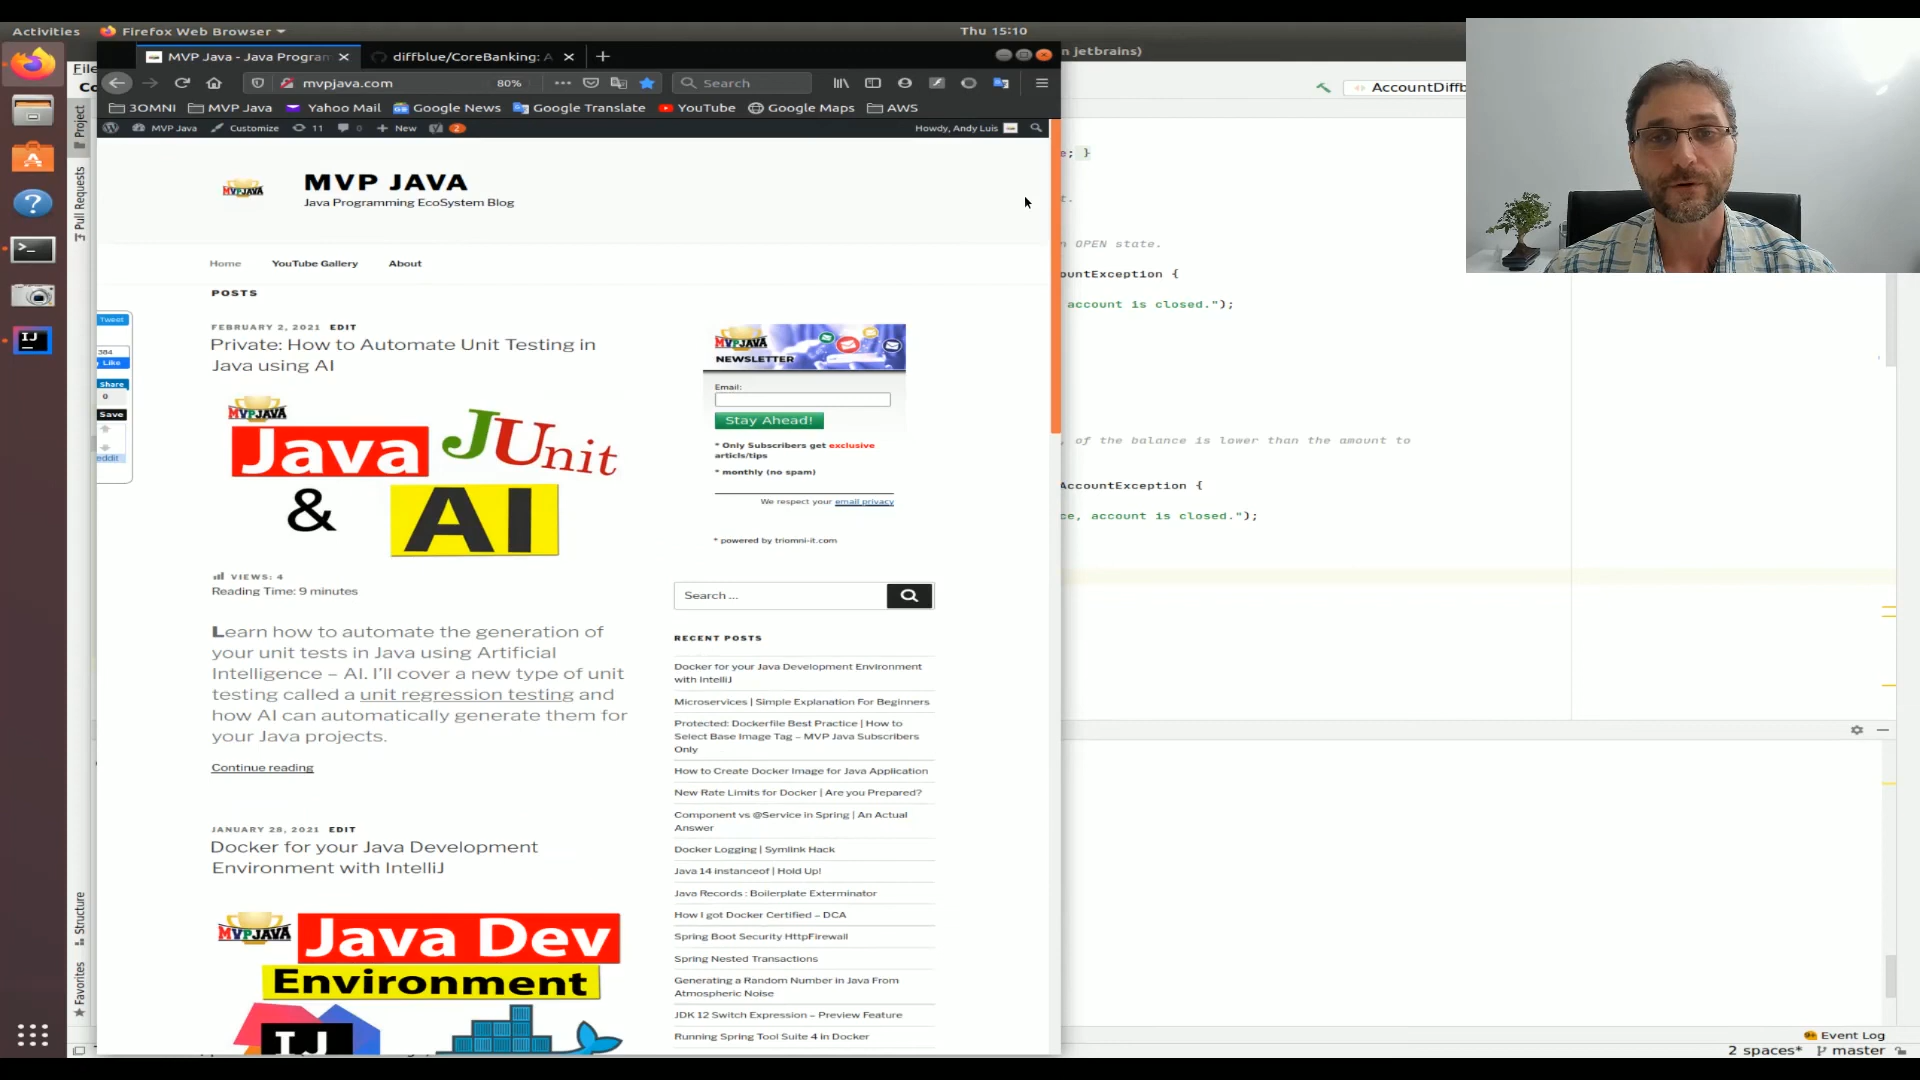 Activities
Firefox Web Browser
Thu 15:10
MVP Java - Java Program
diffblue/CoreBanking: A
n jetbrains)
File
Co
mvpjava.com
80%
Search
AccountDiffb
3OMNI
MVP Java
Yahoo Mail
Google News
Google Translate
YouTube
Google Maps
AWS
MVP Java
Customize
11
0
New
2
Howdy, Andy Luis
Project
Pull Requests
Structure
Favorites
MVPJAVA
MVP JAVA
Java Programming EcoSystem Blog
Home
YouTube Gallery
About
POSTS
Tweet
384
Like
Share
0
Save
eddit
FEBRUARY 2, 2021 EDIT
Private: How to Automate Unit Testing in
Java using AI
MVPJAVA
Java JUnit
& AI
VIEWS: 4
Reading Time: 9 minutes
Learn how to automate the generation of
your unit tests in Java using Artificial
Intelligence – AI. I'll cover a new type of unit
testing called a unit regression testing and
how AI can automatically generate them for
your Java projects.
Continue reading
JANUARY 28, 2021 EDIT
Docker for your Java Development
Environment with IntelliJ
MVPJAVA
Java Dev
Environment
IJ
MVPJAVA
NEWSLETTER
Email:
Stay Ahead!
* Only Subscribers get exclusive
articls/tips
* monthly (no spam)
We respect your email privacy
* powered by triomni-it.com
Search …
RECENT POSTS
Docker for your Java Development Environment
with IntelliJ
Microservices | Simple Explanation For Beginners
Protected: Dockerfile Best Practice | How to
Select Base Image Tag – MVP Java Subscribers
Only
How to Create Docker Image for Java Application
New Rate Limits for Docker | Are you Prepared?
Component vs @Service in Spring | An Actual
Answer
Docker Logging | Symlink Hack
Java 14 instanceof | Hold Up!
Java Records : Boilerplate Exterminator
How I got Docker Certified – DCA
Spring Boot Security HttpFirewall
Spring Nested Transactions
Generating a Random Number in Java From
Atmospheric Noise
JDK 12 Switch Expression – Preview Feature
Running Spring Tool Suite 4 in Docker
e; }
t.
n OPEN state.
ountException {
account is closed.");
, of the balance is lower than the amount to
AccountException {
ce, account is closed.");
Event Log
2 spaces*
master